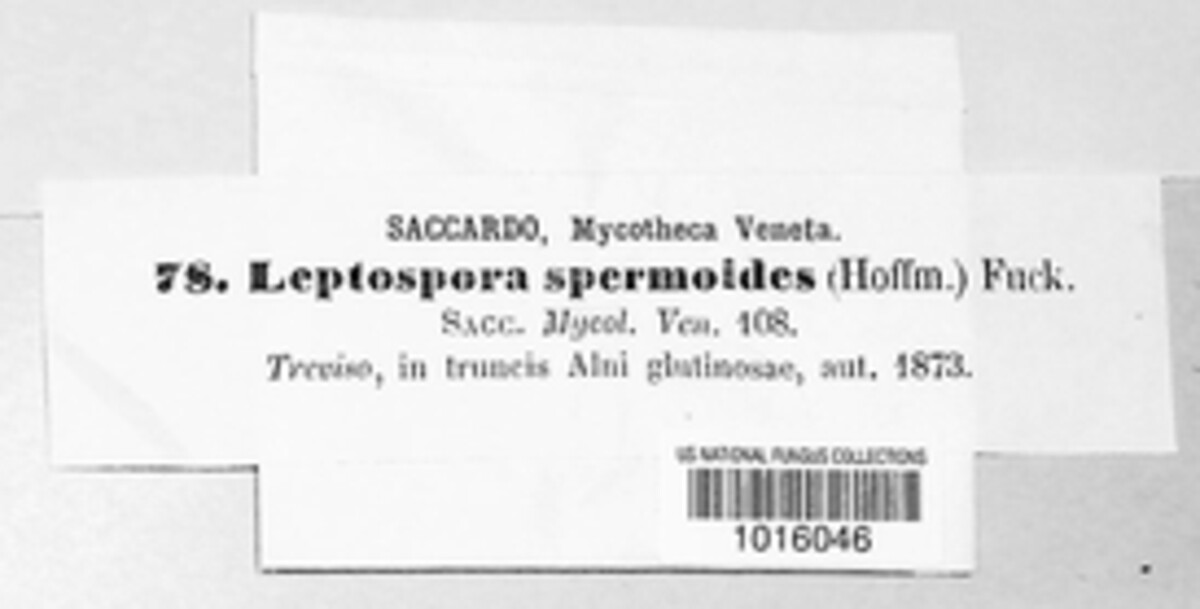 SACCARDO, Mycotheca Veneta.
78. Leptospora spermoides (Hoffm.) Fuck.
SACC. Mycol. Ven. 108.
Treviso, in truncis Alni glutinosae, aut. 1873.
US NATIONAL FUNGUS COLLECTIONS
1016046